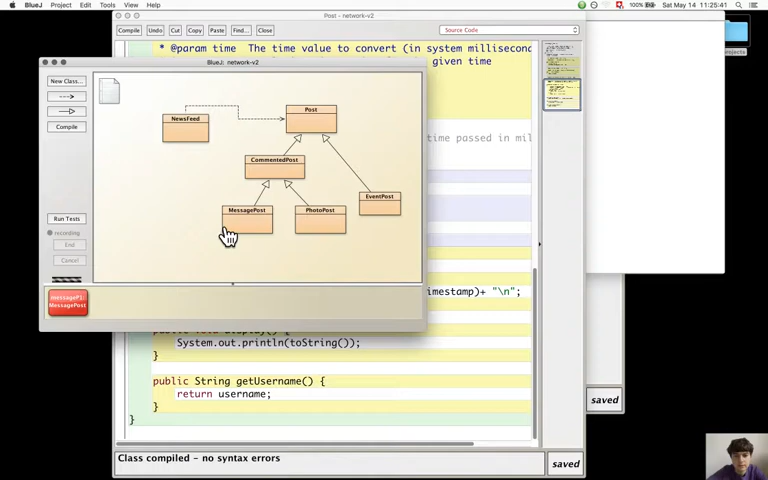 BlueJ Project Edit Tools View Help
100% Sat May 14 11:25:41
Post - network-v2
Compile Undo Cut Copy Paste Find... Close
Source Code
* @param time The time value to convert (in system milliseconds
given time
BlueJ: network-v2
New Class...
Compile
Run Tests
recording
End
Cancel
NewsFeed
Post
CommentedPost
MessagePost
PhotoPost
EventPost
messageP1:
MessagePost
time passed in mil
imestamp)+ "\n";
System.out.println(toString());
}
public String getUsername() {
return username;
}
}
Class compiled - no syntax errors
saved
saved